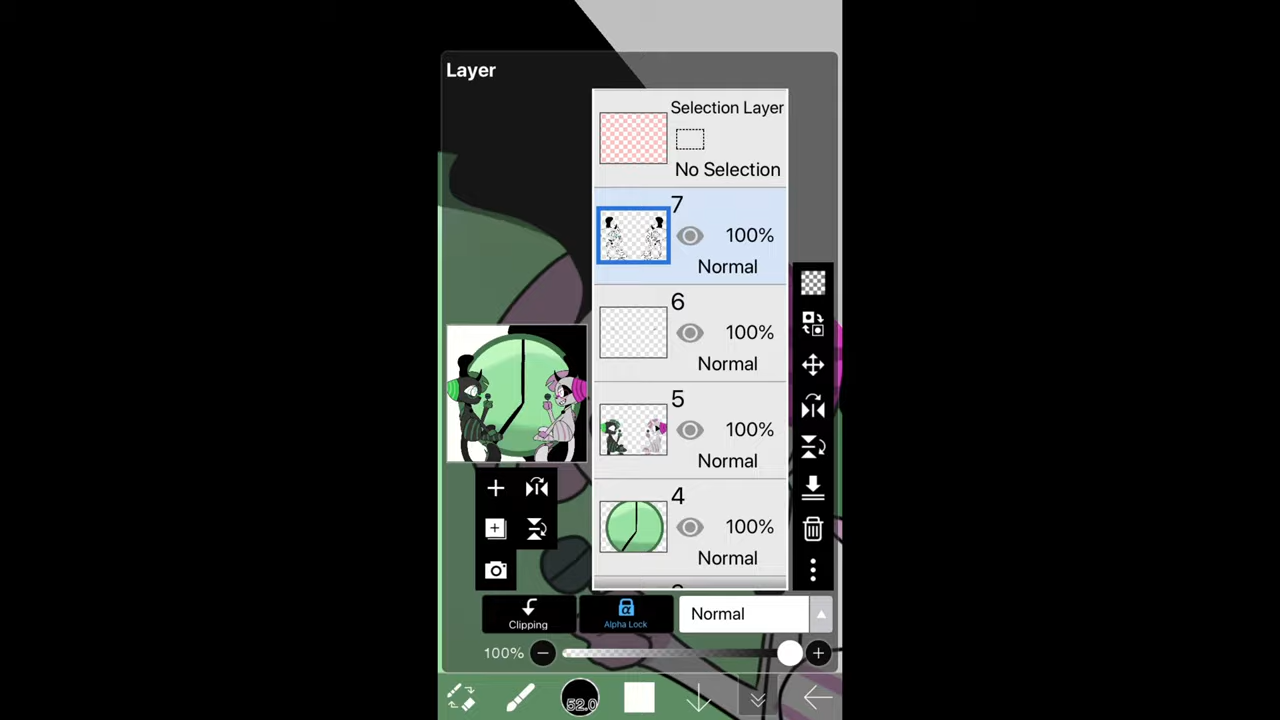 Layer
Selection Layer
No Selection
7
100%
Normal
6
100%
Normal
5
100%
Normal
4
100%
Normal
Clipping
Alpha Lock
Normal
100%
52.0